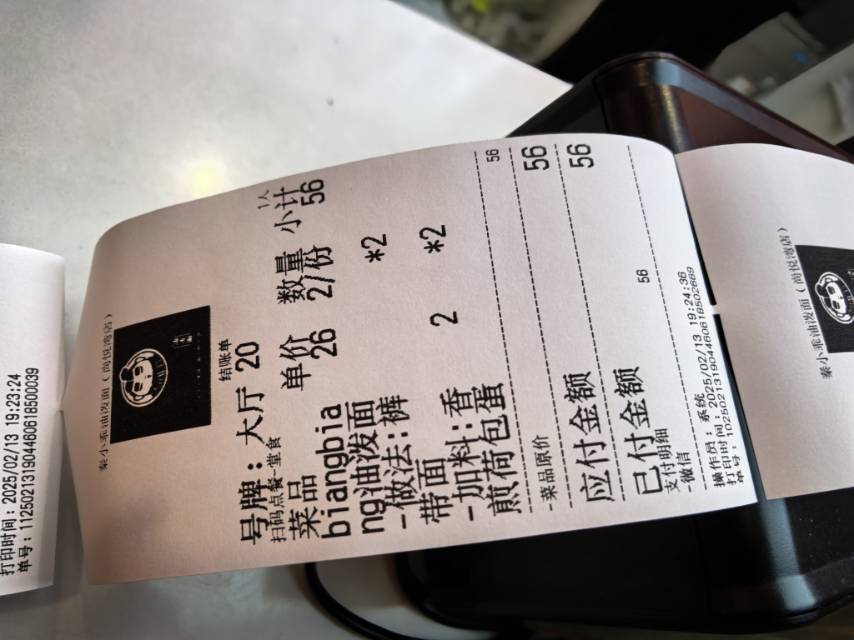 打印时间：2025/02/13 19:23:24
单号：11250213190446061850039
秦小乖油泼面（尚悦湾店）
结账单
号牌：大厅 20
扫码点餐-堂食
1人
菜品 单价 数量 小计
biangbia 26 2/份 56
ng油泼面
-做法:裤 *2
带面
-加料:香 2 *2
煎荷包蛋
-菜品原价 56
56
应付金额 56
已付金额
支付明细
-微信 56
操作员：系统
打印时间：2025/02/13 19:24:36
单号：
秦小乖油泼面（尚悦湾店）